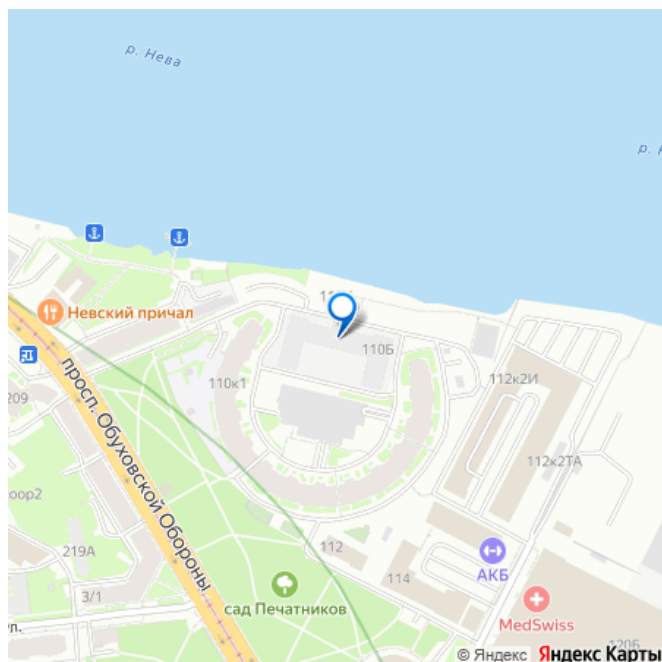 р. Нева
Невский причал
просп. Обуховской Обороны
209
110Б
110к1
112к2И
112к2ТА
219А
3/1
112
114
АКБ
сад Печатников
MedSwiss
120Б
© Яндекс Яндекс Карты